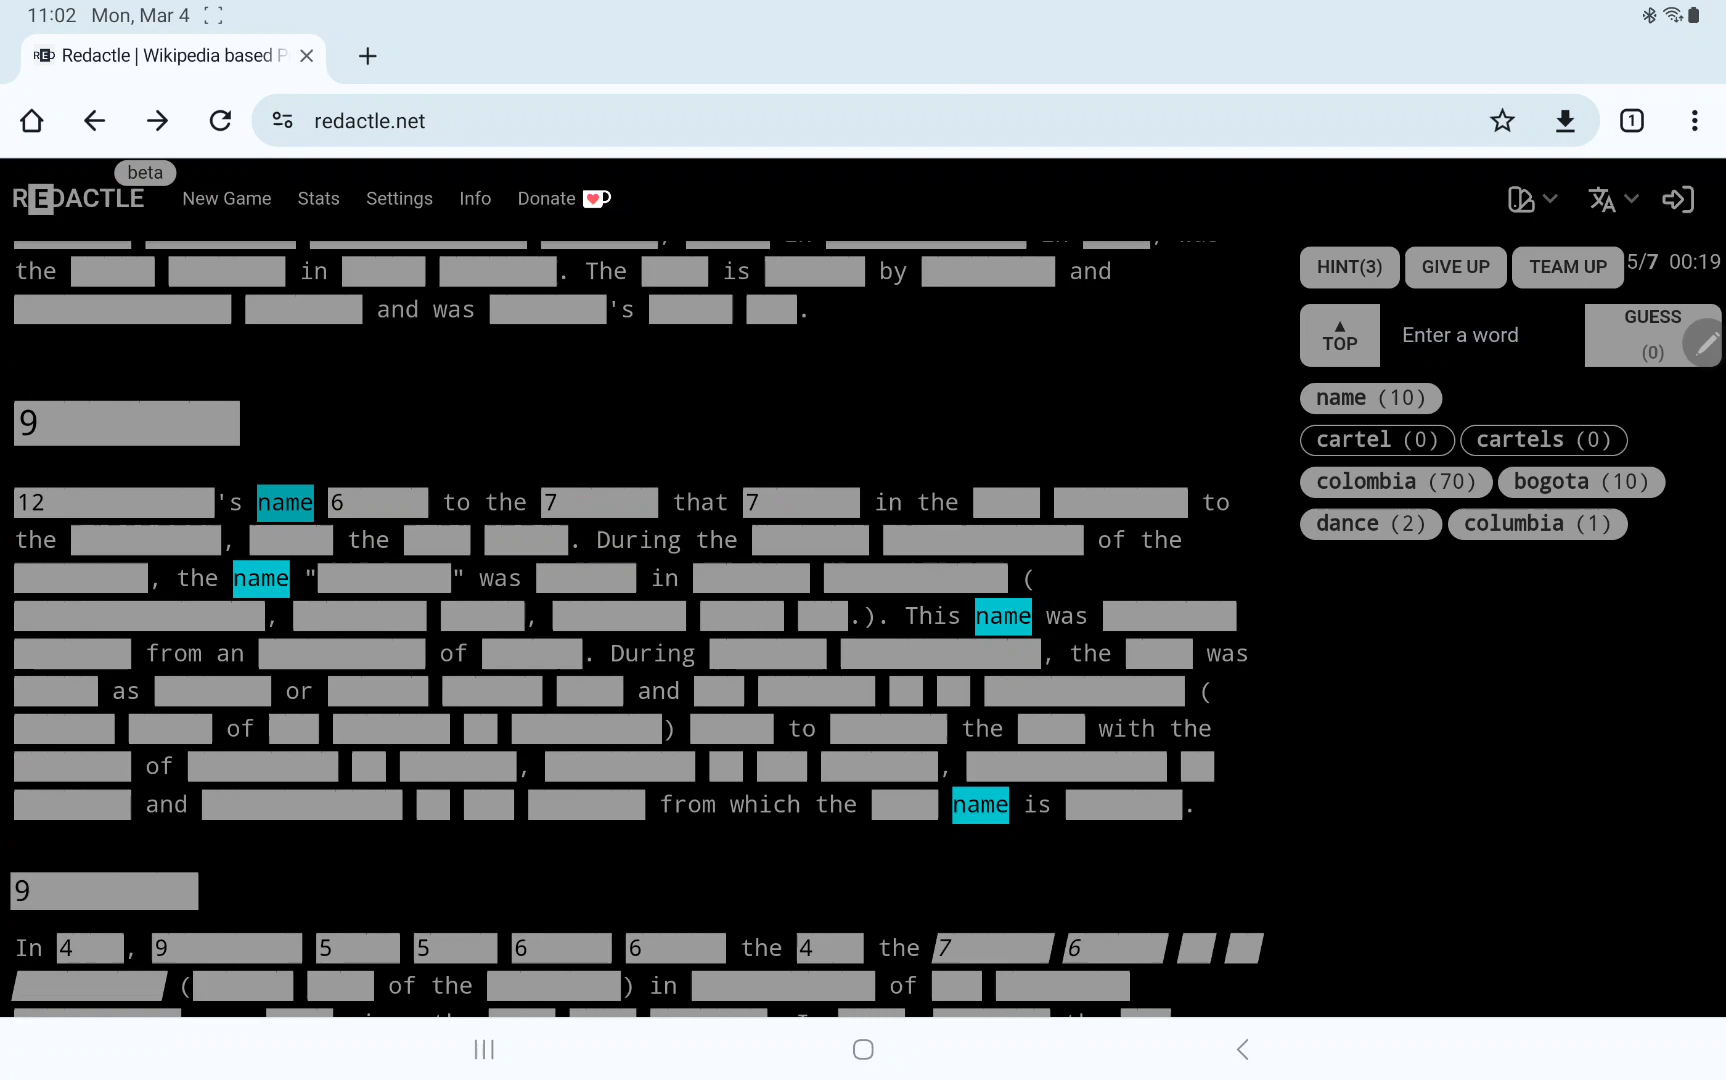 11:02 Mon, Mar 4
RED Redactle | Wikipedia based P
redactle.net
1
beta
REDACTLE New Game Stats Settings Info Donate
the in . The is by and
and was 's .
HINT(3) GIVE UP TEAM UP 5/7 00:19
▲ TOP Enter a word GUESS (0)
name (10)
cartel (0) cartels (0)
colombia (70) bogota (10)
dance (2) columbia (1)
9
12 's name 6 to the 7 that 7 in the to
the , the . During the of the
, the name " " was in (
, , .). This name was
from an of . During , the was
as or and (
of ) to the with the
of , ,
and from which the name is .
9
In 4 , 9 5 5 6 6 the 4 the 7 6
( of the ) in of